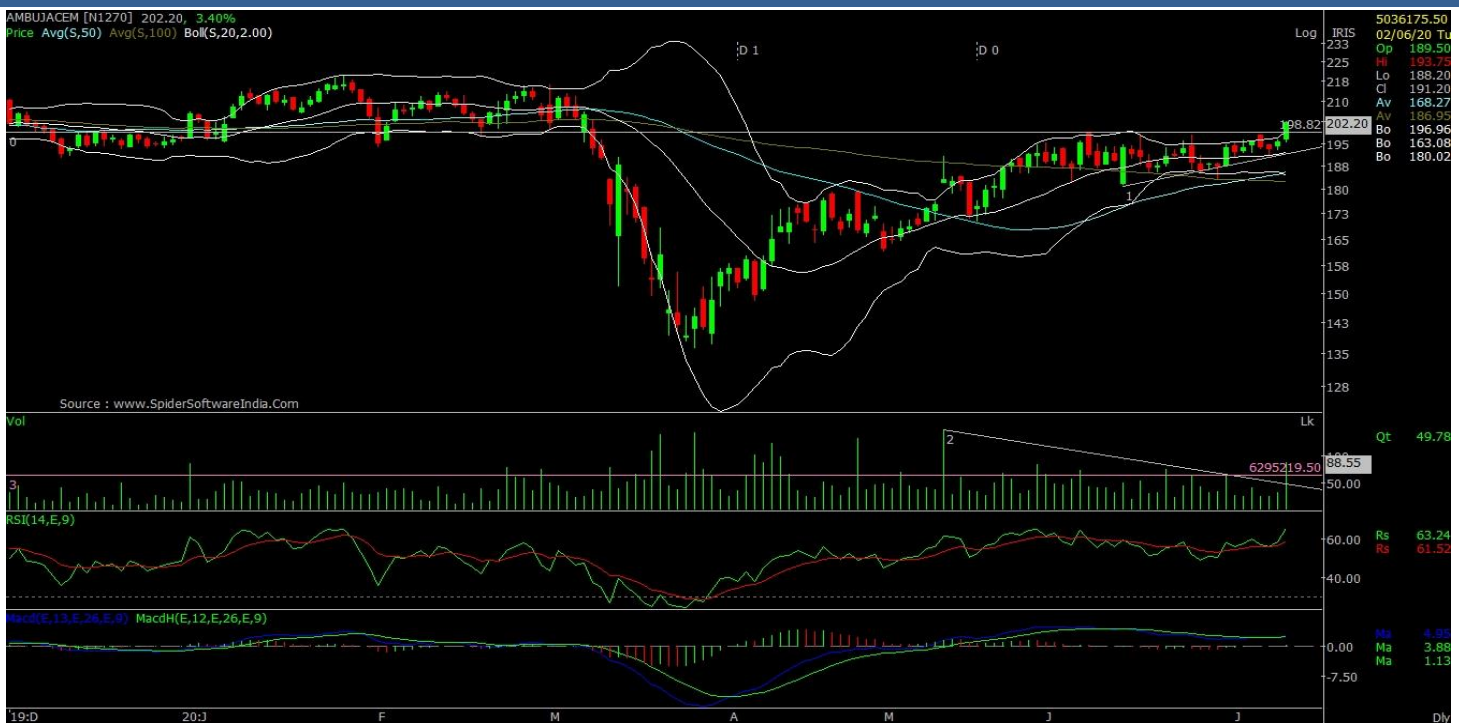 AMBUJACEM [N1270] 202.20, 3.40%
Price Avg(S,50) Avg(S,100) Boll(S,20,2.00)
Log IRIS
D 1
D 0
233
225
218
210
198.82 202.20
195
188
180
173
165
158
150
143
135
128
0
1
5036175.50
02/06/20 Tu
Op 189.50
Hi 193.75
Lo 188.20
Cl 191.20
Av 168.27
Av 186.95
Bo 196.96
Bo 163.08
Bo 180.02
Source : www.SpiderSoftwareIndia.Com
Vol
Lk
2
3
6295219.50
88.55
50.00
Qt 49.78
RSI(14,E,9)
60.00
40.00
Rs 63.24
Rs 61.52
Macd(E,13,E,26,E,9) MacdH(E,12,E,26,E,9)
0.00
-7.50
Ma 4.95
Ma 3.88
Ma 1.13
'19:D 20:J F M A M J J Dly